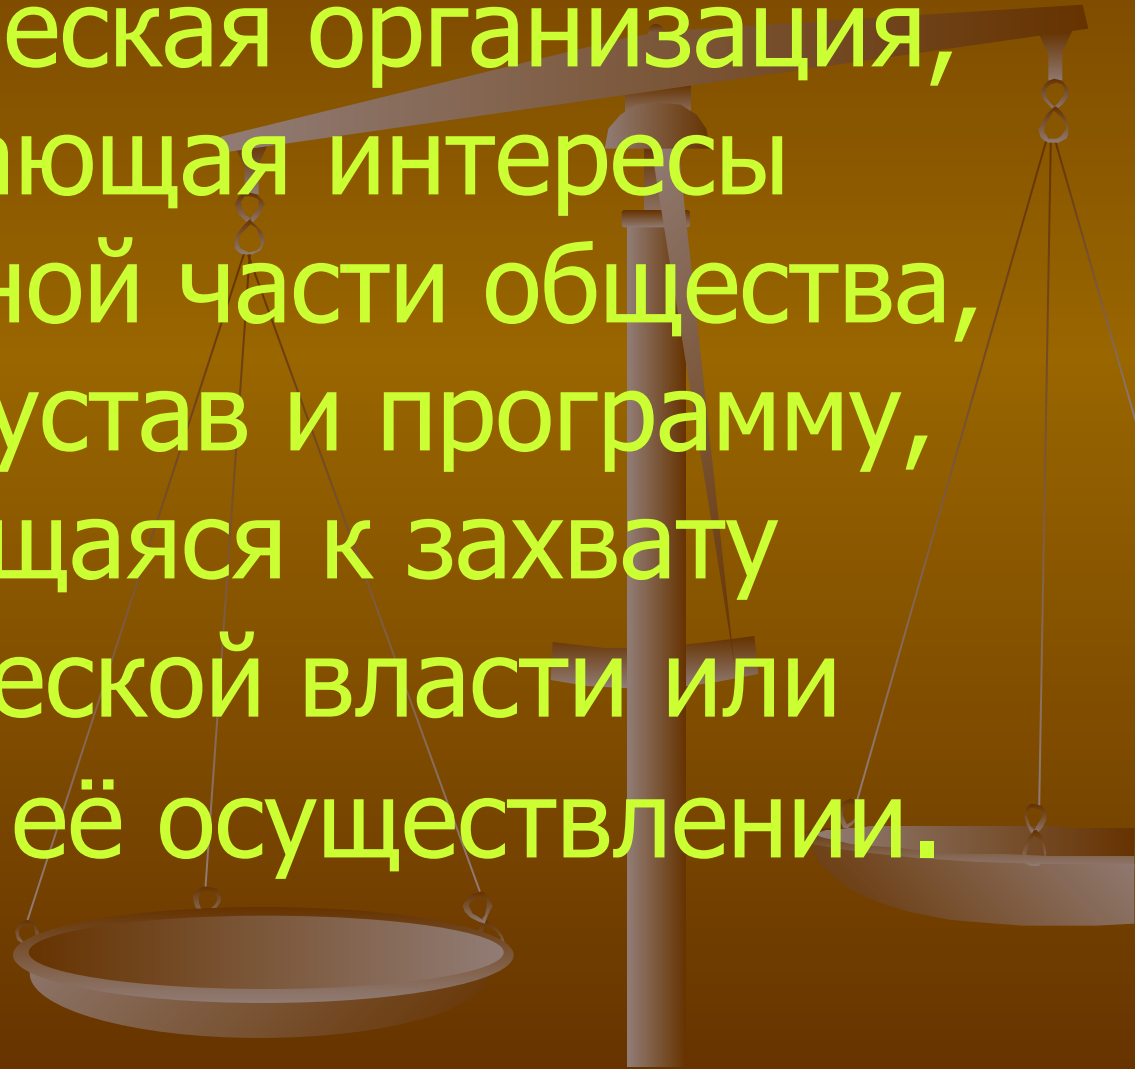 еская организация,
ающая интересы
ной части общества,
устав и программу,
щаяся к захвату
еской власти или
её осуществлении.